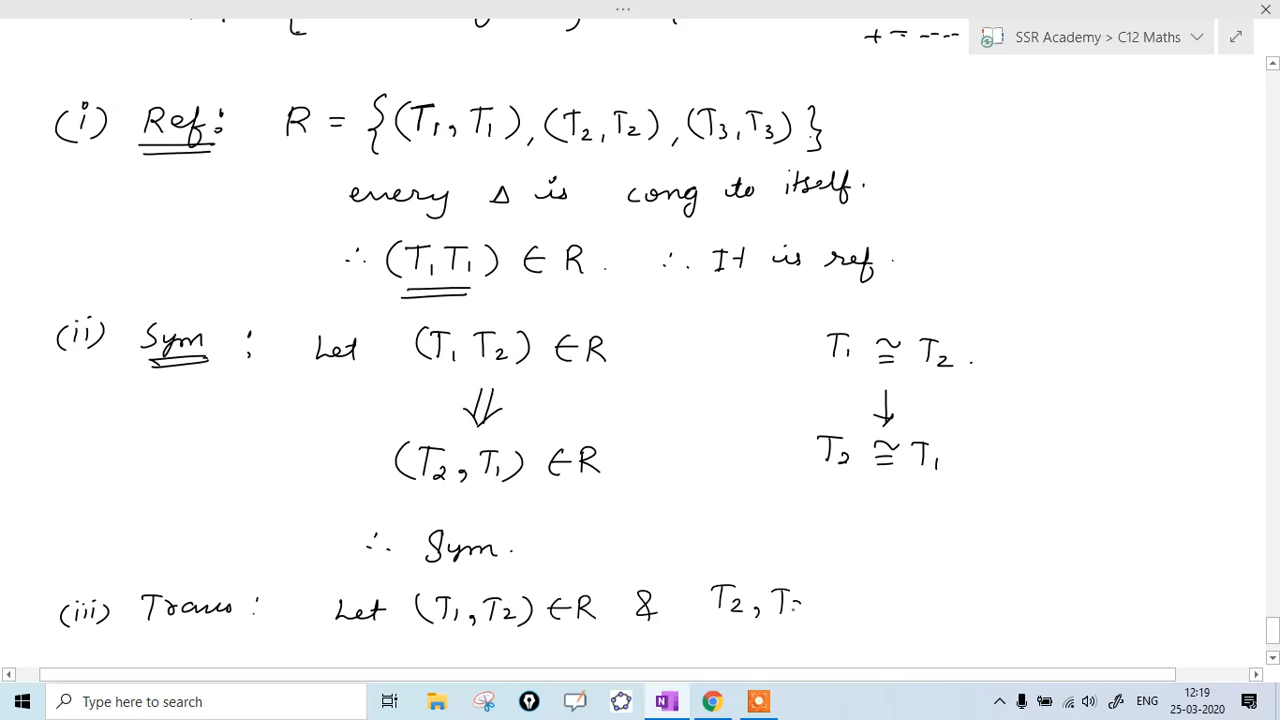 SSR Academy > C12 Maths
(i) Ref: R = {(T₁, T₁), (T₂, T₂), (T₃, T₃)}
every Δ is cong to itself.
∴ (T₁ T₁) ∈ R. ∴ It is ref.
(ii) Sym : Let (T₁ T₂) ∈ R T₁ ≅ T₂.
⇓ ↓
(T₂, T₁) ∈ R T₂ ≅ T₁
∴ Sym.
(iii) Trans : Let (T₁, T₂) ∈ R & T₂, T
Type here to search
ENG
12:19
25-03-2020